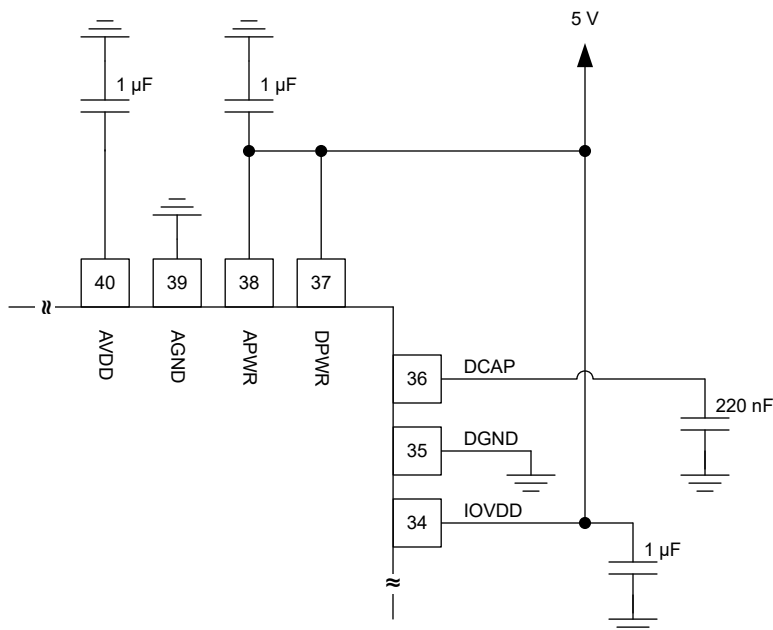 5 V
1 µF
1 µF
40
39
38
37
AVDD
AGND
APWR
DPWR
36
DCAP
220 nF
35
DGND
34
IOVDD
1 µF